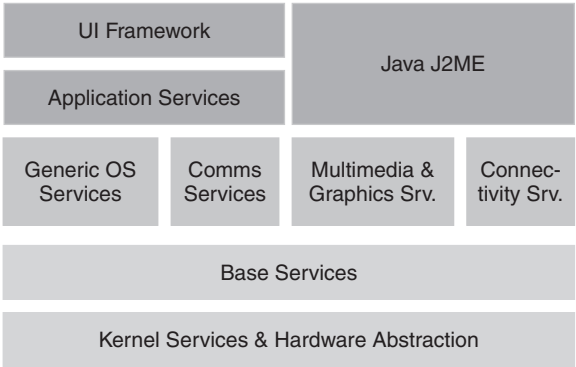 UI Framework
Java J2ME
Application Services
Generic OS
Services
Comms
Services
Multimedia &
Graphics Srv.
Connec-
tivity Srv.
Base Services
Kernel Services & Hardware Abstraction